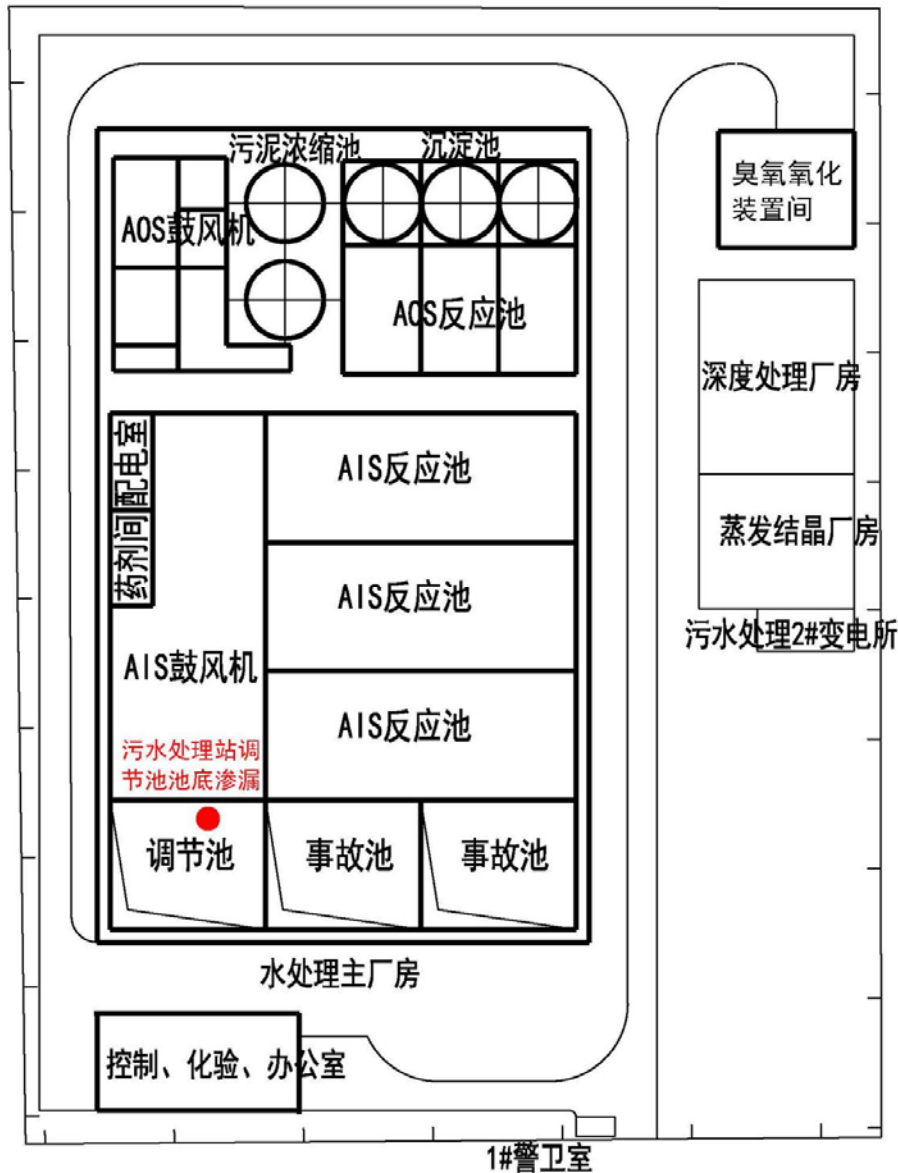 污泥浓缩池
沉淀池
臭氧氧化
装置间
AOS鼓风机
AOS反应池
深度处理厂房
配电室
AIS反应池
蒸发结晶厂房
药剂间
AIS反应池
污水处理2#变电所
AIS鼓风机
AIS反应池
污水处理站调
节池池底渗漏
调节池
事故池
事故池
水处理主厂房
控制、化验、办公室
1#警卫室